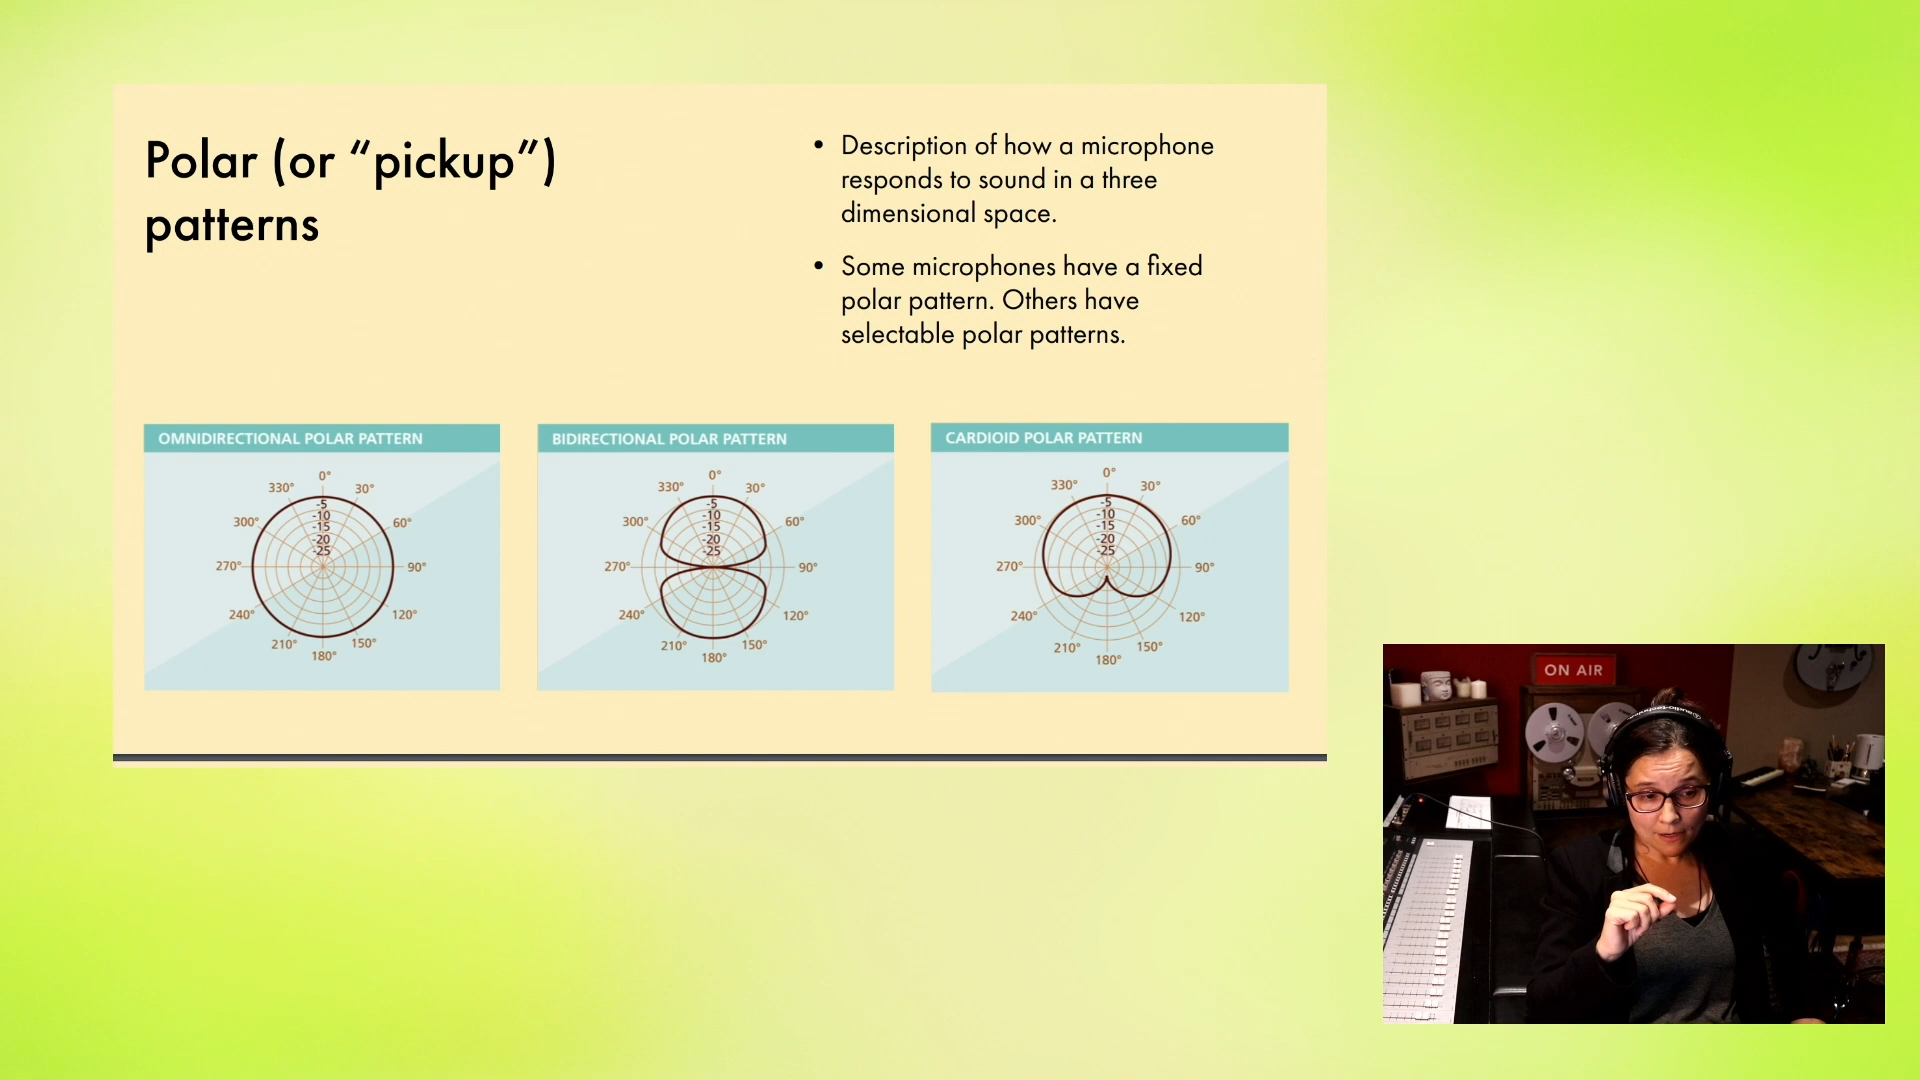 Polar (or “pickup”)
patterns
• Description of how a microphone
responds to sound in a three
dimensional space.
• Some microphones have a fixed
polar pattern. Others have
selectable polar patterns.
OMNIDIRECTIONAL POLAR PATTERN
0°
330° 30°
-5
-10
300° 60°
-15
-20
-25
270° 90°
240° 120°
210° 150°
180°
BIDIRECTIONAL POLAR PATTERN
0°
330° 30°
-5
-10
300° 60°
-15
-20
-25
270° 90°
240° 120°
210° 150°
180°
CARDIOID POLAR PATTERN
0°
330° 30°
-5
-10
300° 60°
-15
-20
-25
270° 90°
240° 120°
210° 150°
180°
ON AIR
audio-technica